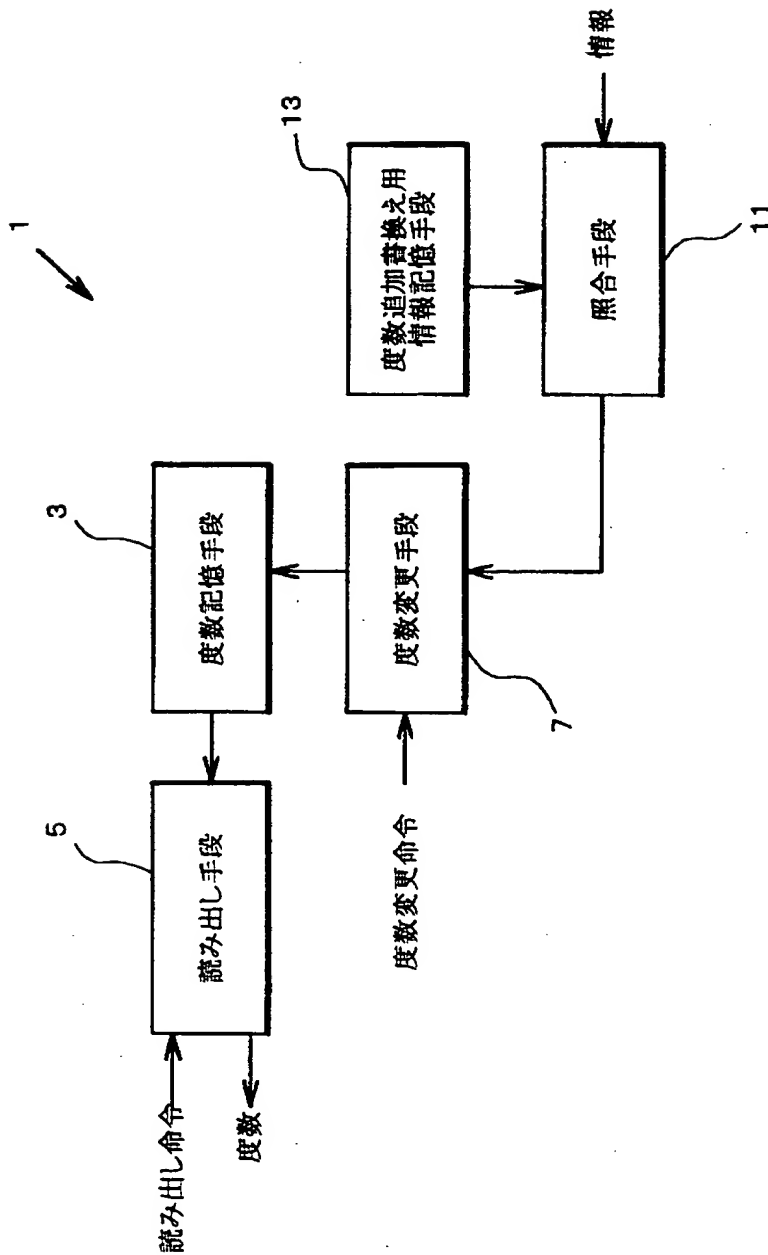 1
5
3
読み出し命令
度数
読み出し手段
度数記憶手段
13
度数変更命令
度数変更手段
度数追加書換え用
情報記憶手段
7
照合手段
情報
11